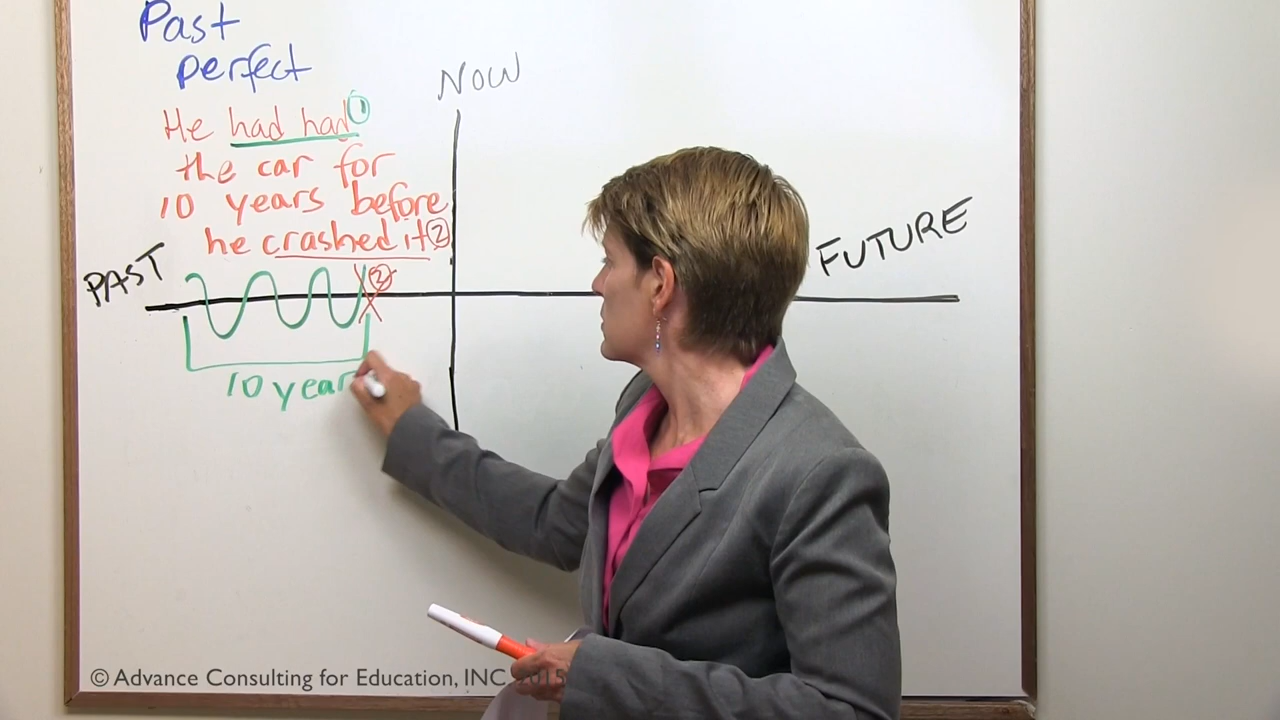 Past
perfect
NOW
He had had ①
the car for
10 years before
he crashed it ②
PAST
②
FUTURE
10 year
© Advance Consulting for Education, INC. 2015